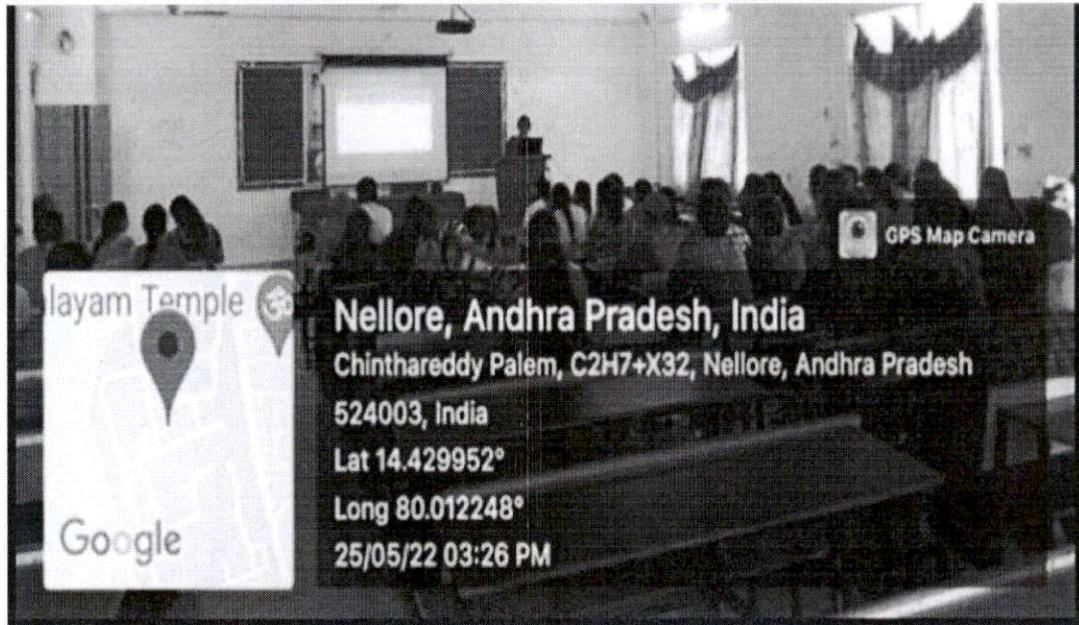 GPS Map Camera
layam Temple
Google
Nellore, Andhra Pradesh, India
Chinthareddy Palem, C2H7+X32, Nellore, Andhra Pradesh
524003, India
Lat 14.429952°
Long 80.012248°
25/05/22 03:26 PM